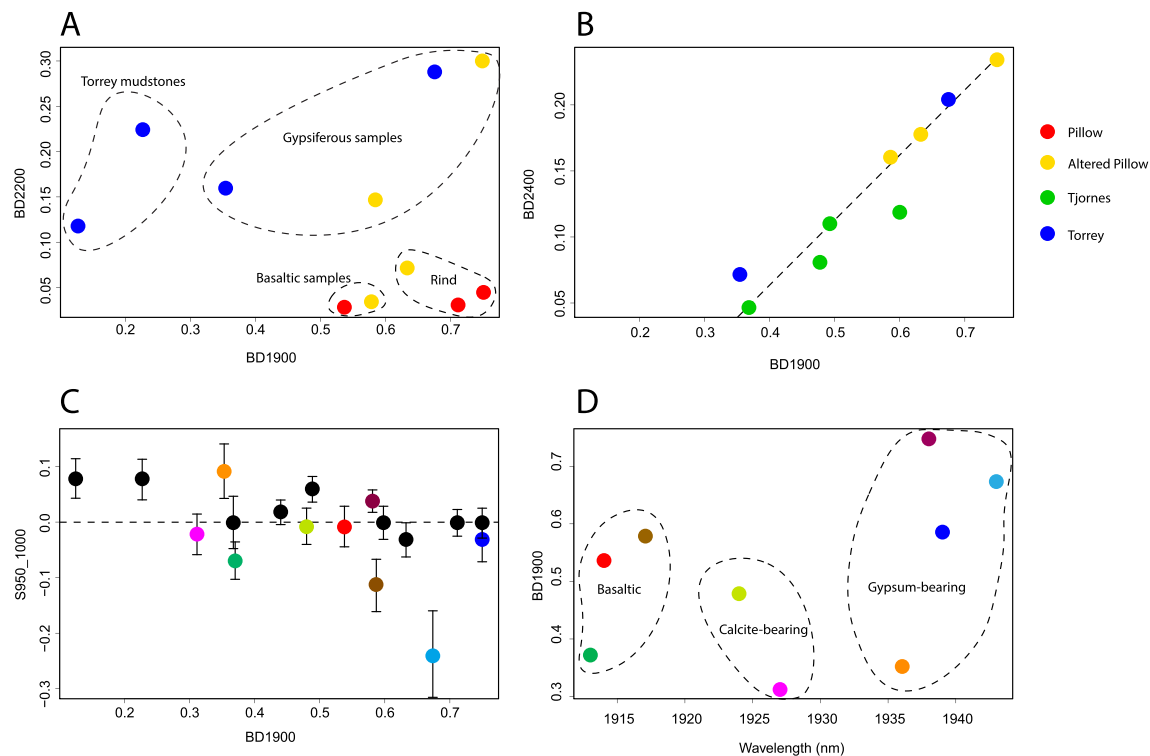 A
BD2200
0.05
0.10
0.15
0.20
0.25
0.30
Torrey mudstones
Gypsiferous samples
Basaltic samples
Rind
0.2 0.3 0.4 0.5 0.6 0.7
BD1900
B
BD2400
0.05
0.10
0.15
0.20
0.2 0.3 0.4 0.5 0.6 0.7
BD1900
Pillow
Altered Pillow
Tjornes
Torrey
C
S950_1000
−0.3
−0.2
−0.1
0.0
0.1
0.2 0.3 0.4 0.5 0.6 0.7
BD1900
D
BD1900
0.3
0.4
0.5
0.6
0.7
Basaltic
Calcite-bearing
Gypsum-bearing
1915 1920 1925 1930 1935 1940
Wavelength (nm)